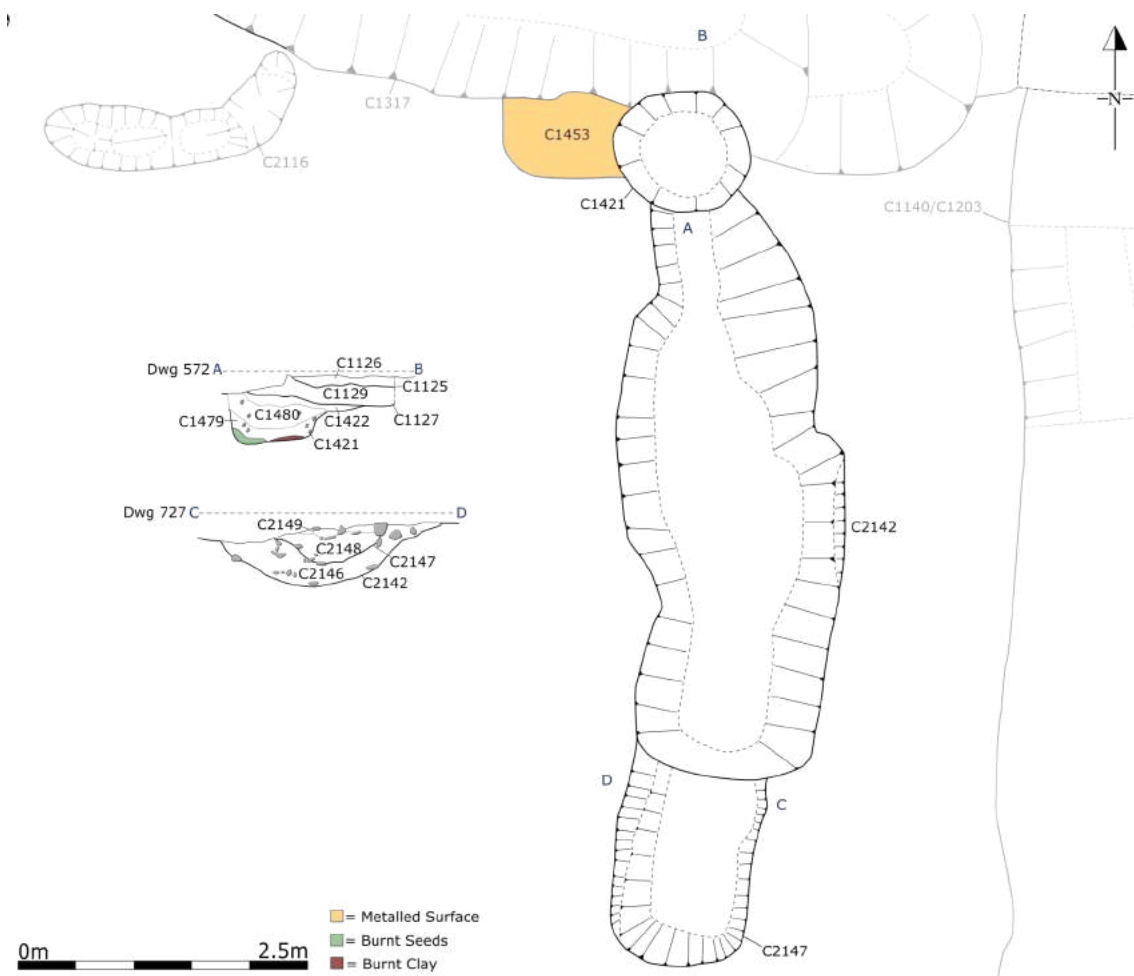 B
C1317
C1453
N
C2116
C1421
C1140/C1203
A
Dwg 572 A
B
C1126
C1125
C1129
C1479
C1480
C1422
C1127
C1421
Dwg 727 C
D
C2149
C2148
C2147
C2146
C2142
C2142
D
C
C2147
= Metalled Surface
= Burnt Seeds
= Burnt Clay
0m
2.5m